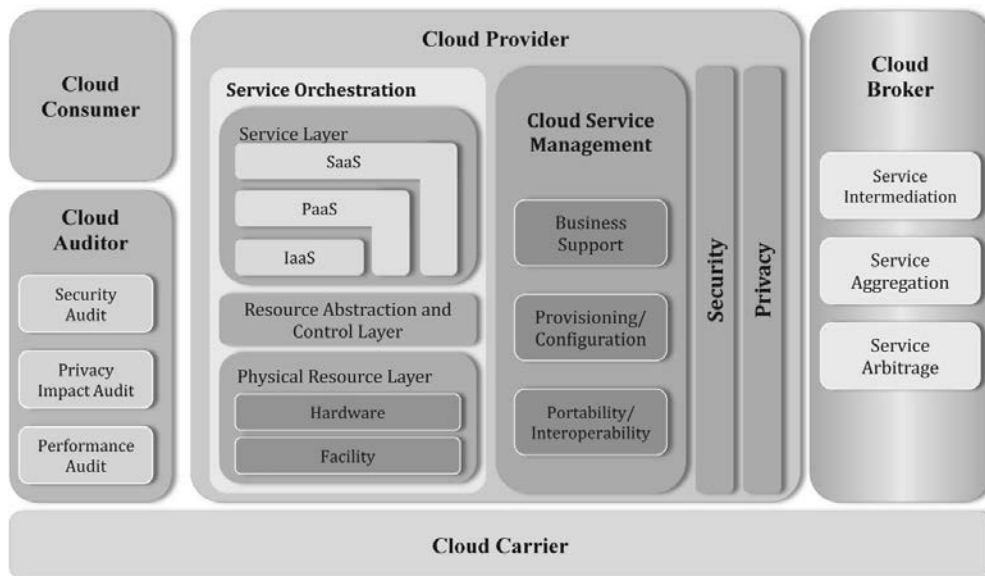 Cloud
Consumer
Cloud
Auditor
Security
Audit
Privacy
Impact Audit
Performance
Audit
Cloud Provider
Service Orchestration
Service Layer
SaaS
PaaS
IaaS
Resource Abstraction and
Control Layer
Physical Resource Layer
Hardware
Facility
Cloud Service
Management
Business
Support
Provisioning/
Configuration
Portability/
Interoperability
Security
Privacy
Cloud
Broker
Service
Intermediation
Service
Aggregation
Service
Arbitrage
Cloud Carrier